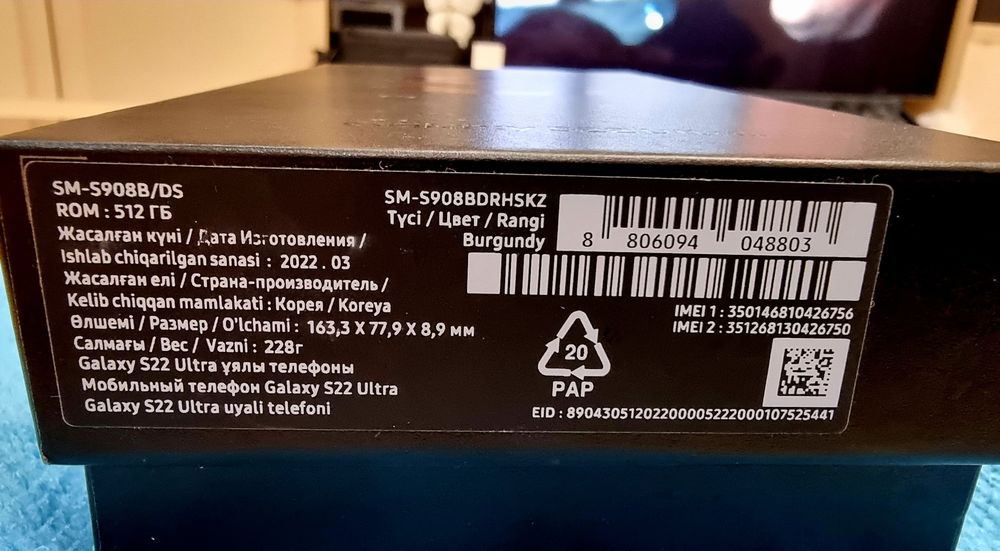 SM-S908B/DS
ROM : 512 ГБ
Жасалған күні / Дата Изготовления /
Ishlab chiqarilgan sanasi : 2022 . 03
Жасалған елі / Страна-производитель /
Kelib chiqqan mamlakati : Корея / Koreya
Өлшемі / Размер / O'lchami : 163,3 X 77,9 X 8,9 мм
Салмағы / Вес / Vazni : 228г
Galaxy S22 Ultra ұялы телефоны
Мобильный телефон Galaxy S22 Ultra
Galaxy S22 Ultra uyali telefoni
SM-S908BDRHSKZ
Түсі / Цвет / Rangi
Burgundy
8 806094 048803
IMEI 1 : 350146810426756
IMEI 2 : 351268130426750
20
PAP
EID : 89043051202200005222000107525441